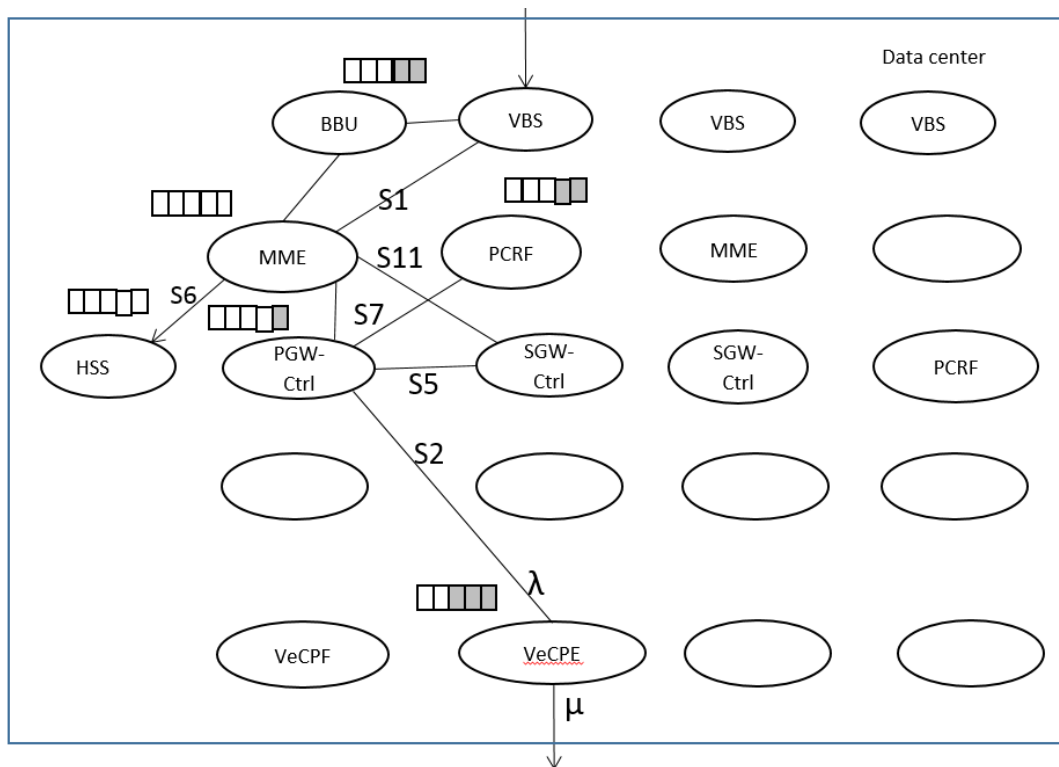 Data center
BBU
VBS
VBS
VBS
S1
MME
S11
PCRF
MME
S6
S7
HSS
PGW-
Ctrl
S5
SGW-
Ctrl
SGW-
Ctrl
PCRF
S2
λ
VeCPF
VeCPE
μ